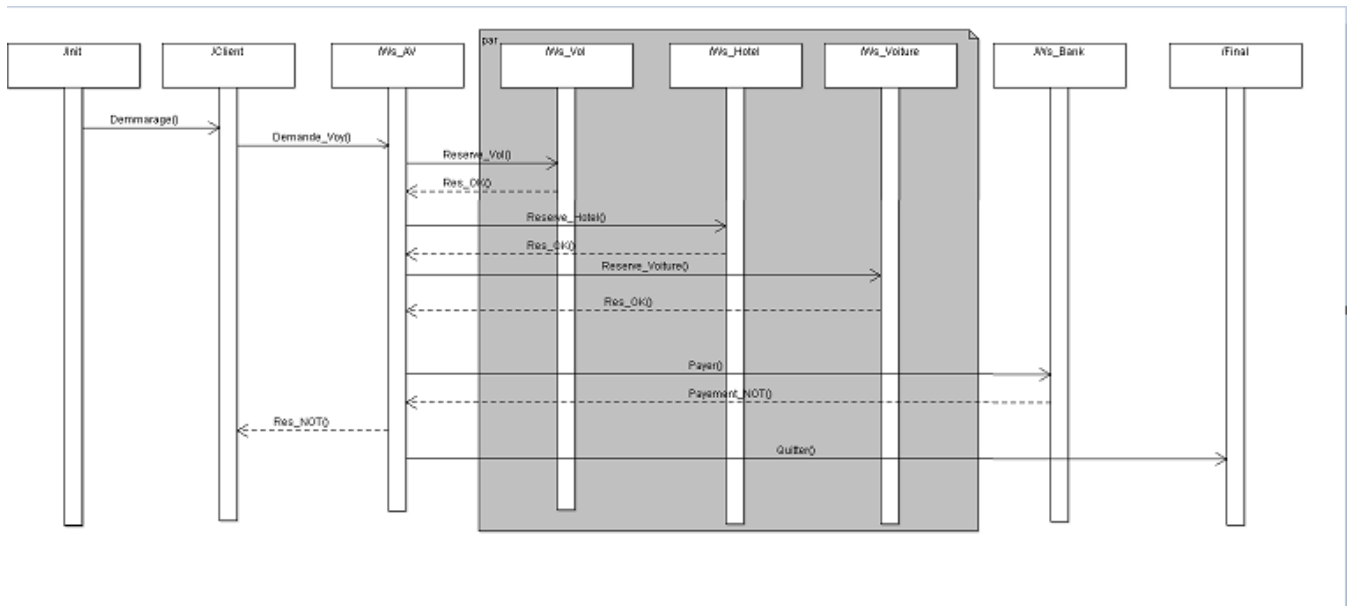 par
/Init
/Client
/Ws_AV
/Ws_Vol
/Ws_Hotel
/Ws_Voiture
/Ws_Bank
/Final
Demmarage()
Demande_Voy()
Reserve_Vol()
Res_OK()
Reserve_Hotel()
Res_OK()
Reserve_Voiture()
Res_OK()
Payer()
Payement_NOT()
Res_NOT()
Quitter()